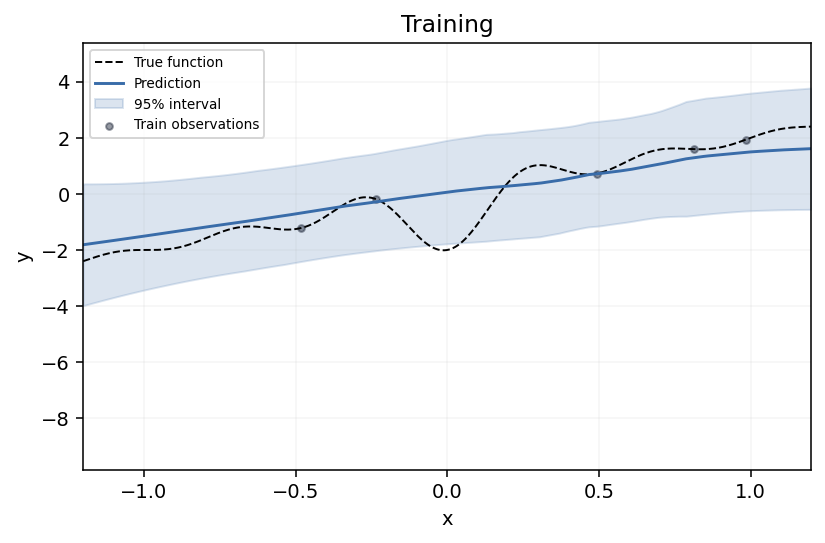 Training
True function
Prediction
95% interval
Train observations
y
4
2
0
−2
−4
−6
−8
−1.0 −0.5 0.0 0.5 1.0
x